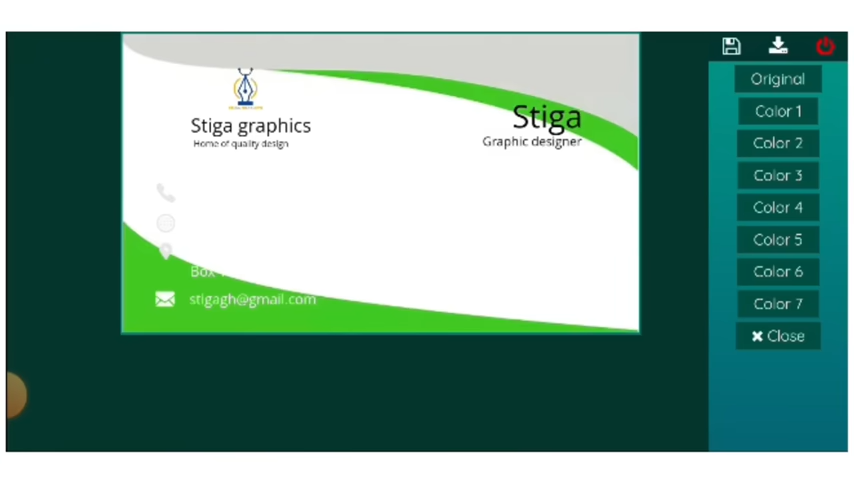 Stiga graphics
Home of quality design
Stiga
Graphic designer
Box
stigagh@gmail.com
Original
Color 1
Color 2
Color 3
Color 4
Color 5
Color 6
Color 7
Close